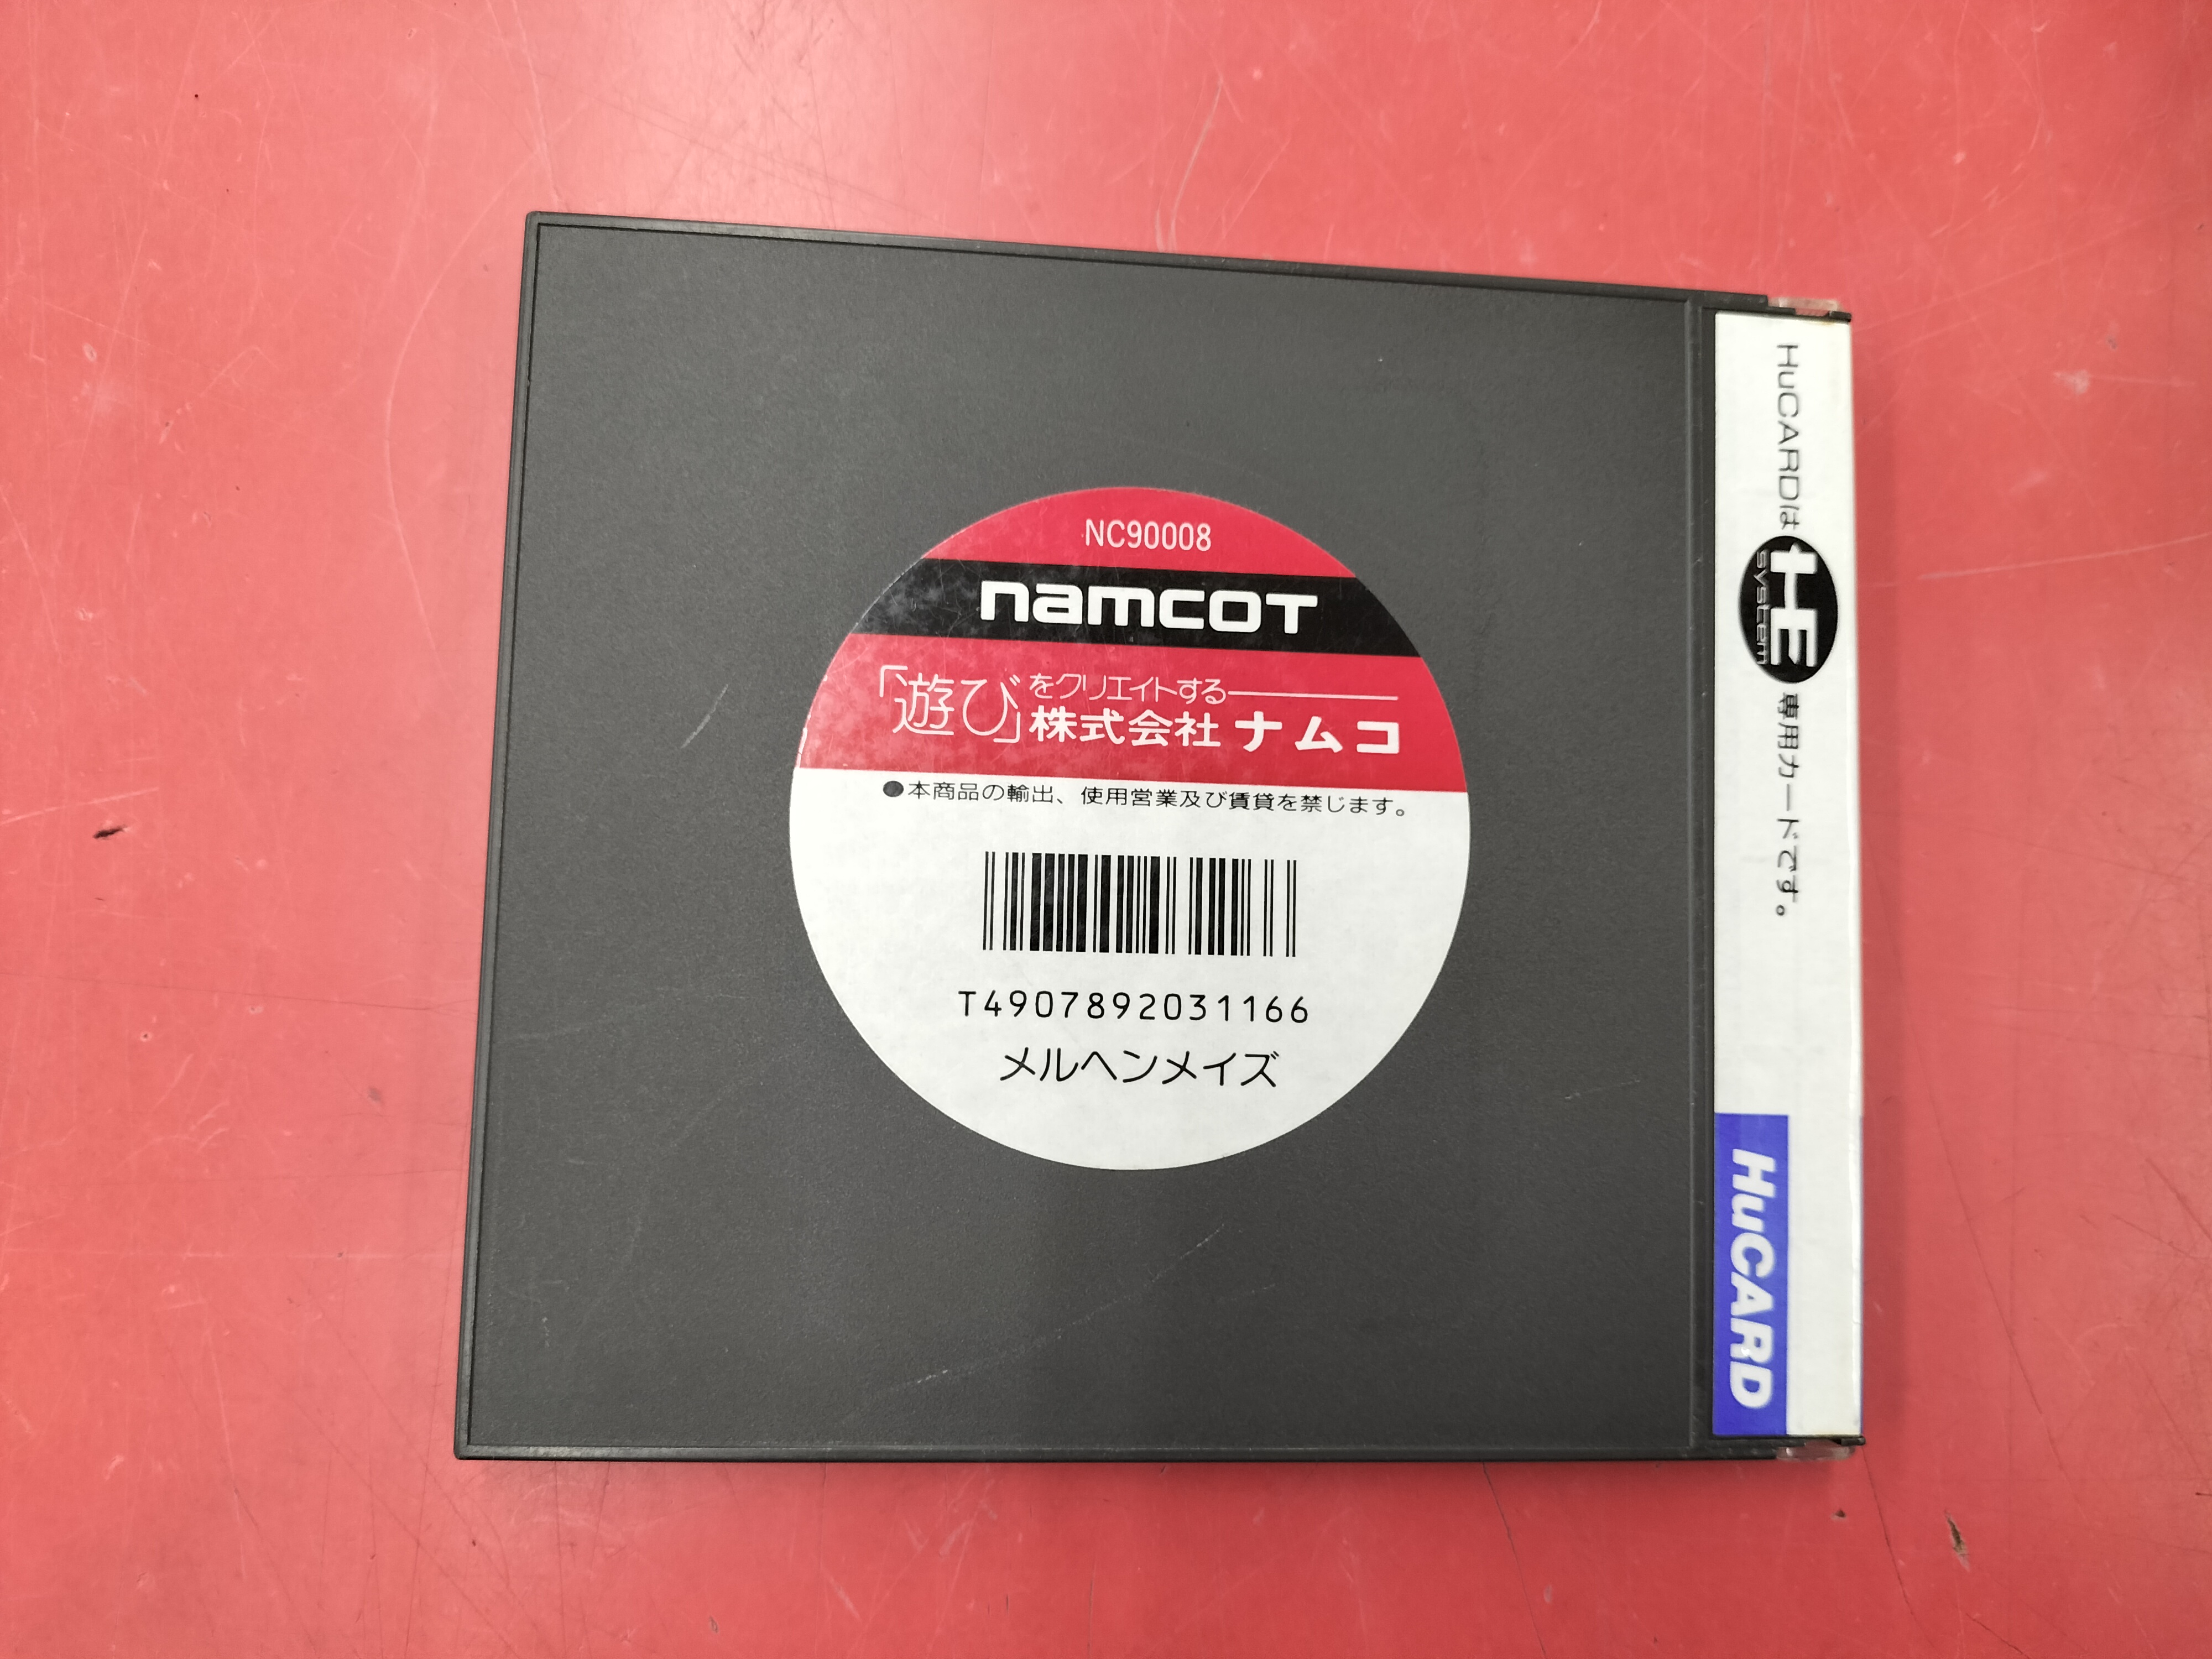 NC90008
namcot
「遊び」をクリエイトする
株式会社ナムコ
●本商品の輸出、使用営業及び賃貸を禁じます。
T4907892031166
メルヘンメイズ
HuCARDは HE system 専用カードです。
HuCARD